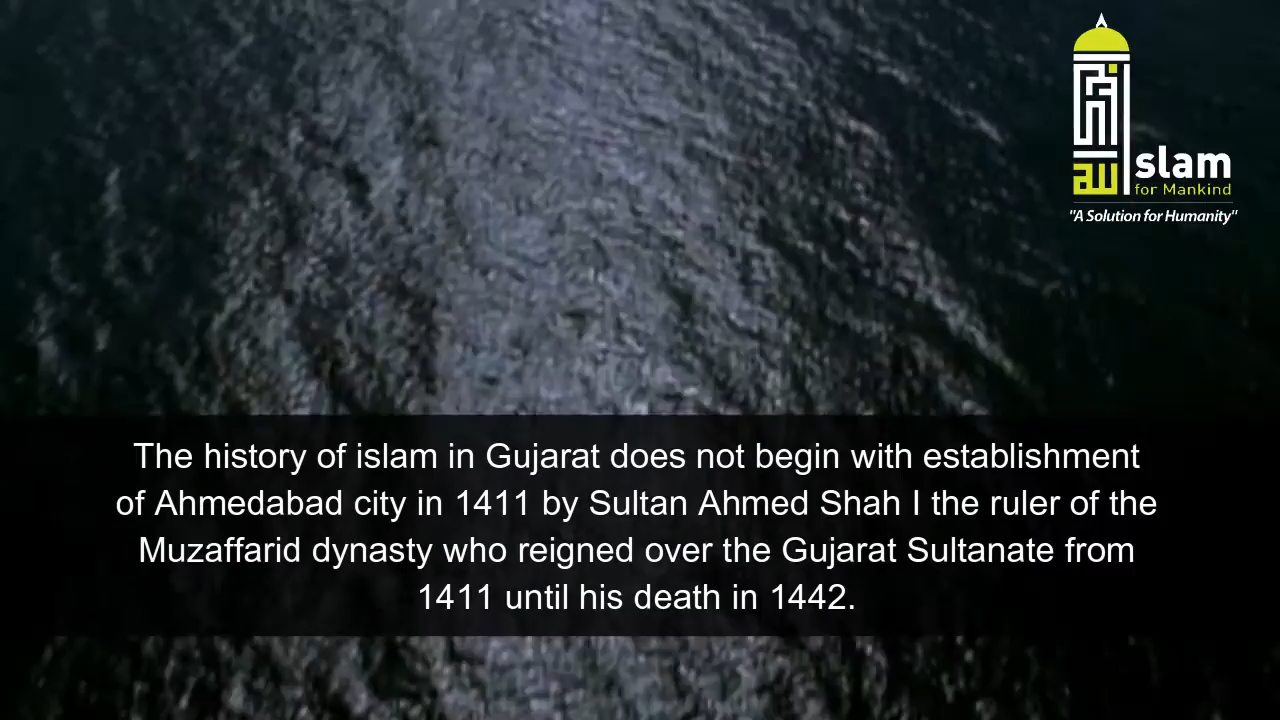 Islam
for Mankind
"A Solution for Humanity"
The history of islam in Gujarat does not begin with establishment
of Ahmedabad city in 1411 by Sultan Ahmed Shah I the ruler of the
Muzaffarid dynasty who reigned over the Gujarat Sultanate from
1411 until his death in 1442.